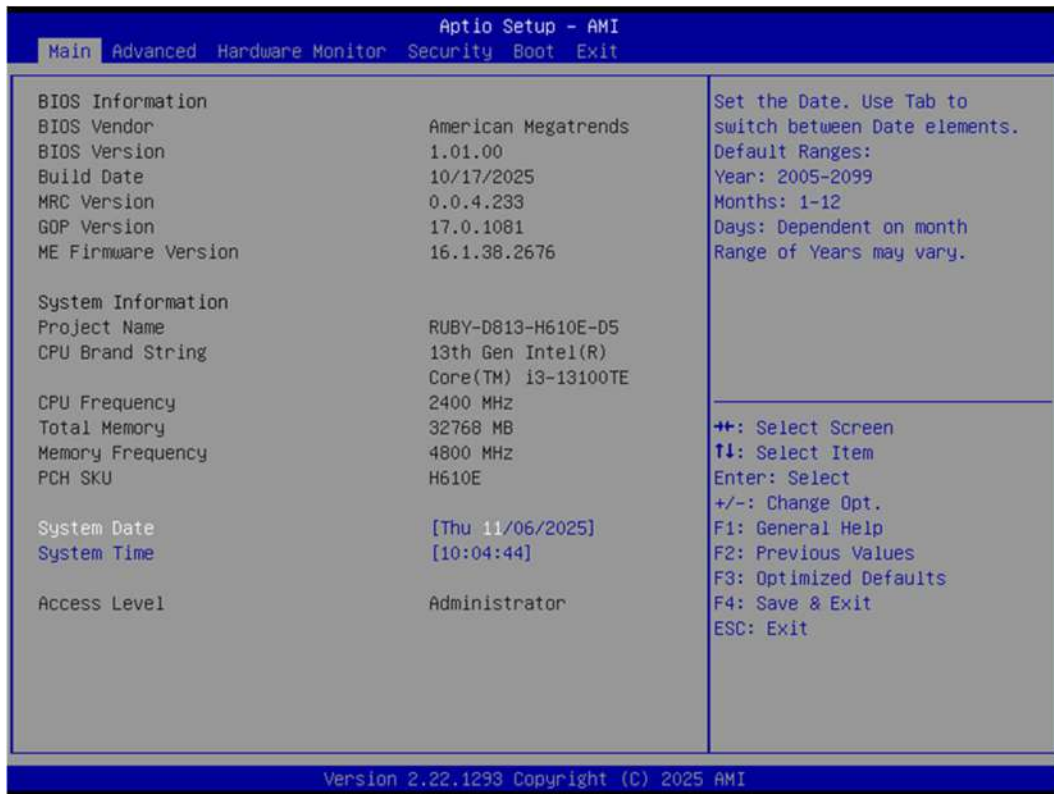 Aptio Setup - AMI
Main Advanced Hardware Monitor Security Boot Exit
BIOS Information
BIOS Vendor American Megatrends
BIOS Version 1.01.00
Build Date 10/17/2025
MRC Version 0.0.4.233
GOP Version 17.0.1081
ME Firmware Version 16.1.38.2676
System Information
Project Name RUBY-D813-H610E-D5
CPU Brand String 13th Gen Intel(R)
Core(TM) i3-13100TE
CPU Frequency 2400 MHz
Total Memory 32768 MB
Memory Frequency 4800 MHz
PCH SKU H610E
System Date [Thu 11/06/2025]
System Time [10:04:44]
Access Level Administrator
Set the Date. Use Tab to
switch between Date elements.
Default Ranges:
Year: 2005-2099
Months: 1-12
Days: Dependent on month
Range of Years may vary.
→←: Select Screen
↑↓: Select Item
Enter: Select
+/-: Change Opt.
F1: General Help
F2: Previous Values
F3: Optimized Defaults
F4: Save & Exit
ESC: Exit
Version 2.22.1293 Copyright (C) 2025 AMI